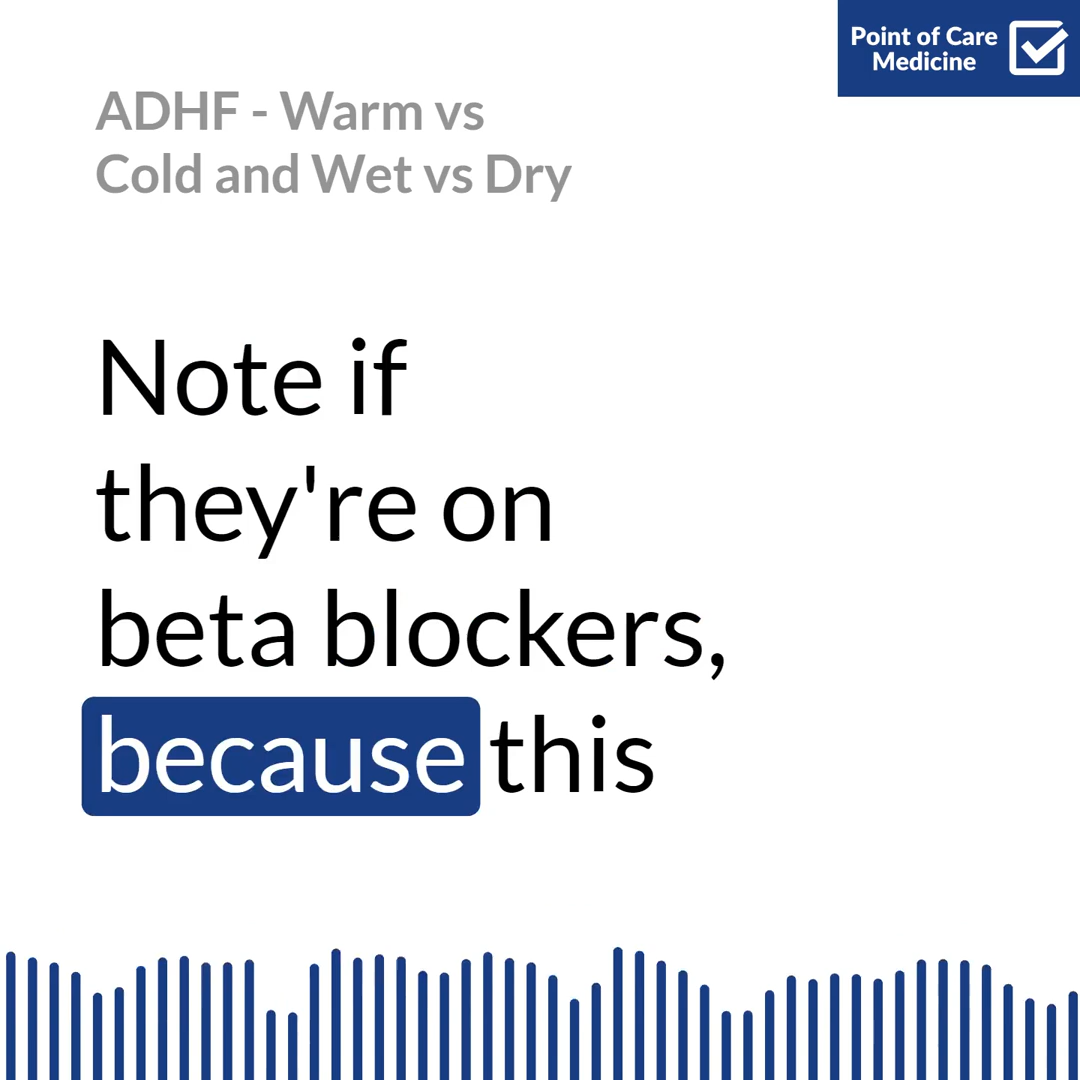 Point of Care
Medicine
ADHF - Warm vs
Cold and Wet vs Dry
Note if
they're on
beta blockers,
because this